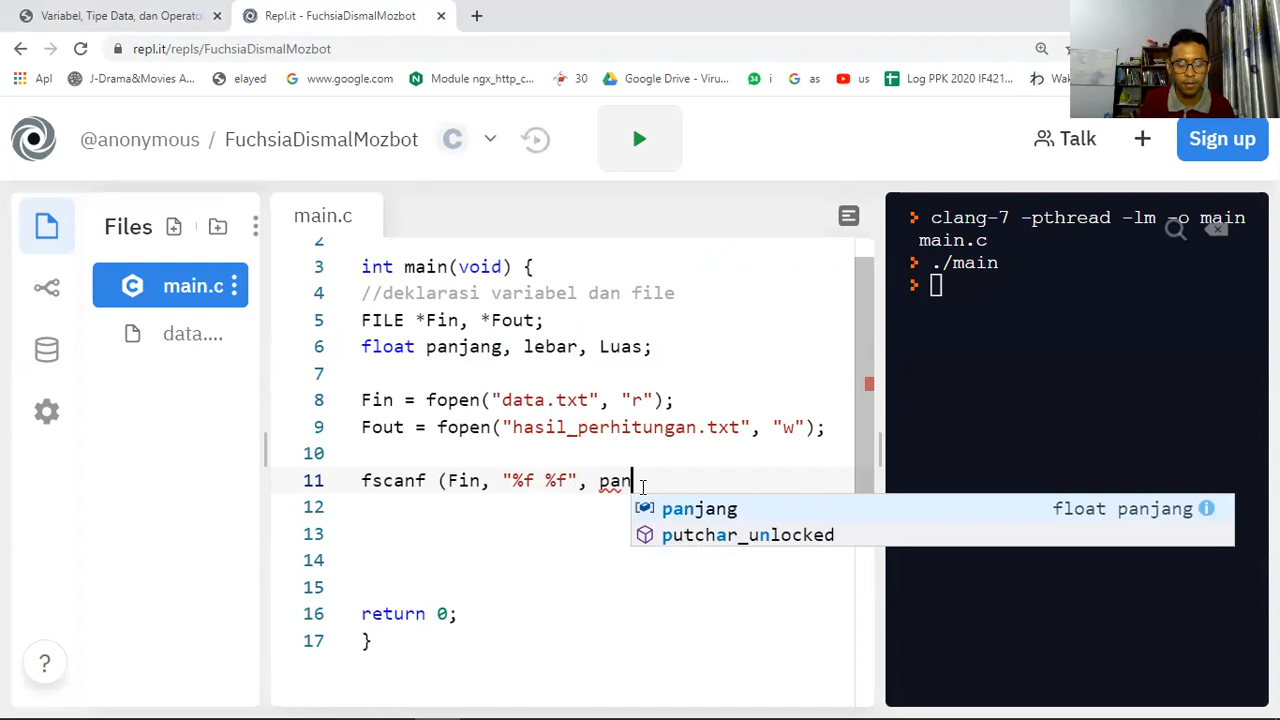 Variabel, Tipe Data, dan Operato
Repl.it - FuchsiaDismalMozbot
repl.it/repls/FuchsiaDismalMozbot
Apl
J-Drama&Movies A...
elayed
www.google.com
Module ngx_http_c...
30
Google Drive - Viru...
34
i
as
us
Log PPK 2020 IF421...
Wak
@anonymous / FuchsiaDismalMozbot
C
Talk
Sign up
Files
main.c
data....
main.c
2
3 int main(void) {
4 //deklarasi variabel dan file
5 FILE *Fin, *Fout;
6 float panjang, lebar, Luas;
7
8 Fin = fopen("data.txt", "r");
9 Fout = fopen("hasil_perhitungan.txt", "w");
10
11 fscanf (Fin, "%f %f", pan
panjang float panjang
putchar_unlocked
12
13
14
15
16 return 0;
17 }
clang-7 -pthread -lm -o main
main.c
./main
?